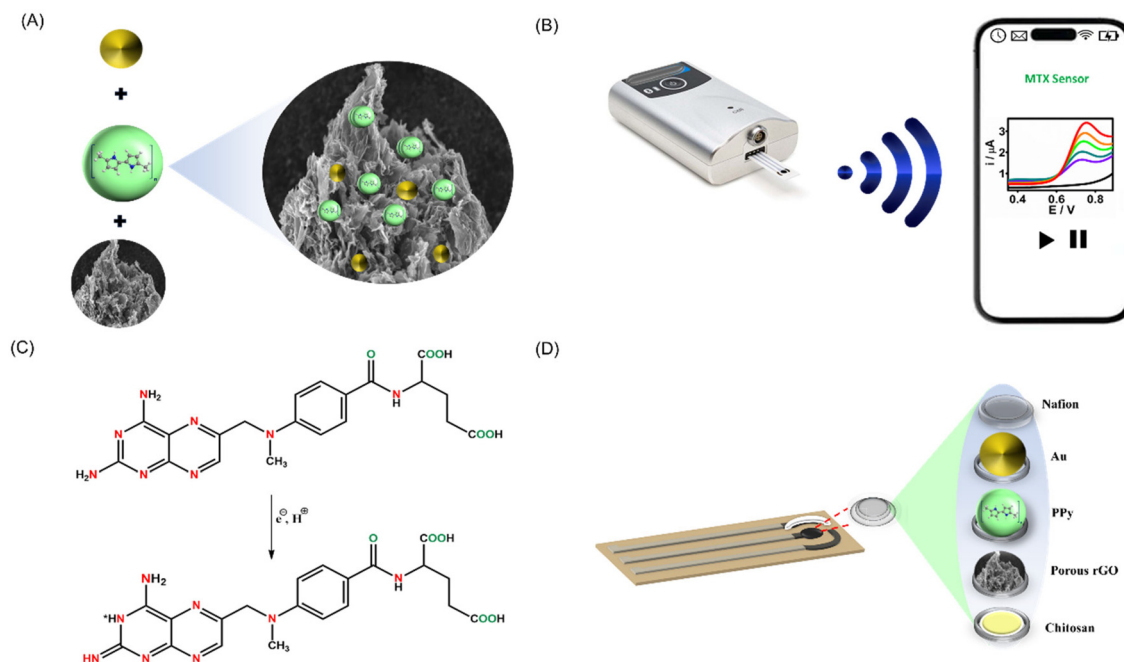 (A)
+
+
n
(B)
MTX Sensor
i / µA
3
2
1
0.4 0.6 0.8
E / V
(C)
NH₂
N
N
H₂N
N
N
N
CH₃
O
N
H
COOH
COOH
e⊖, H⊕
NH₂
*HN
N
HN
N
N
N
CH₃
O
N
H
COOH
COOH
(D)
Nafion
Au
PPy
Porous rGO
Chitosan